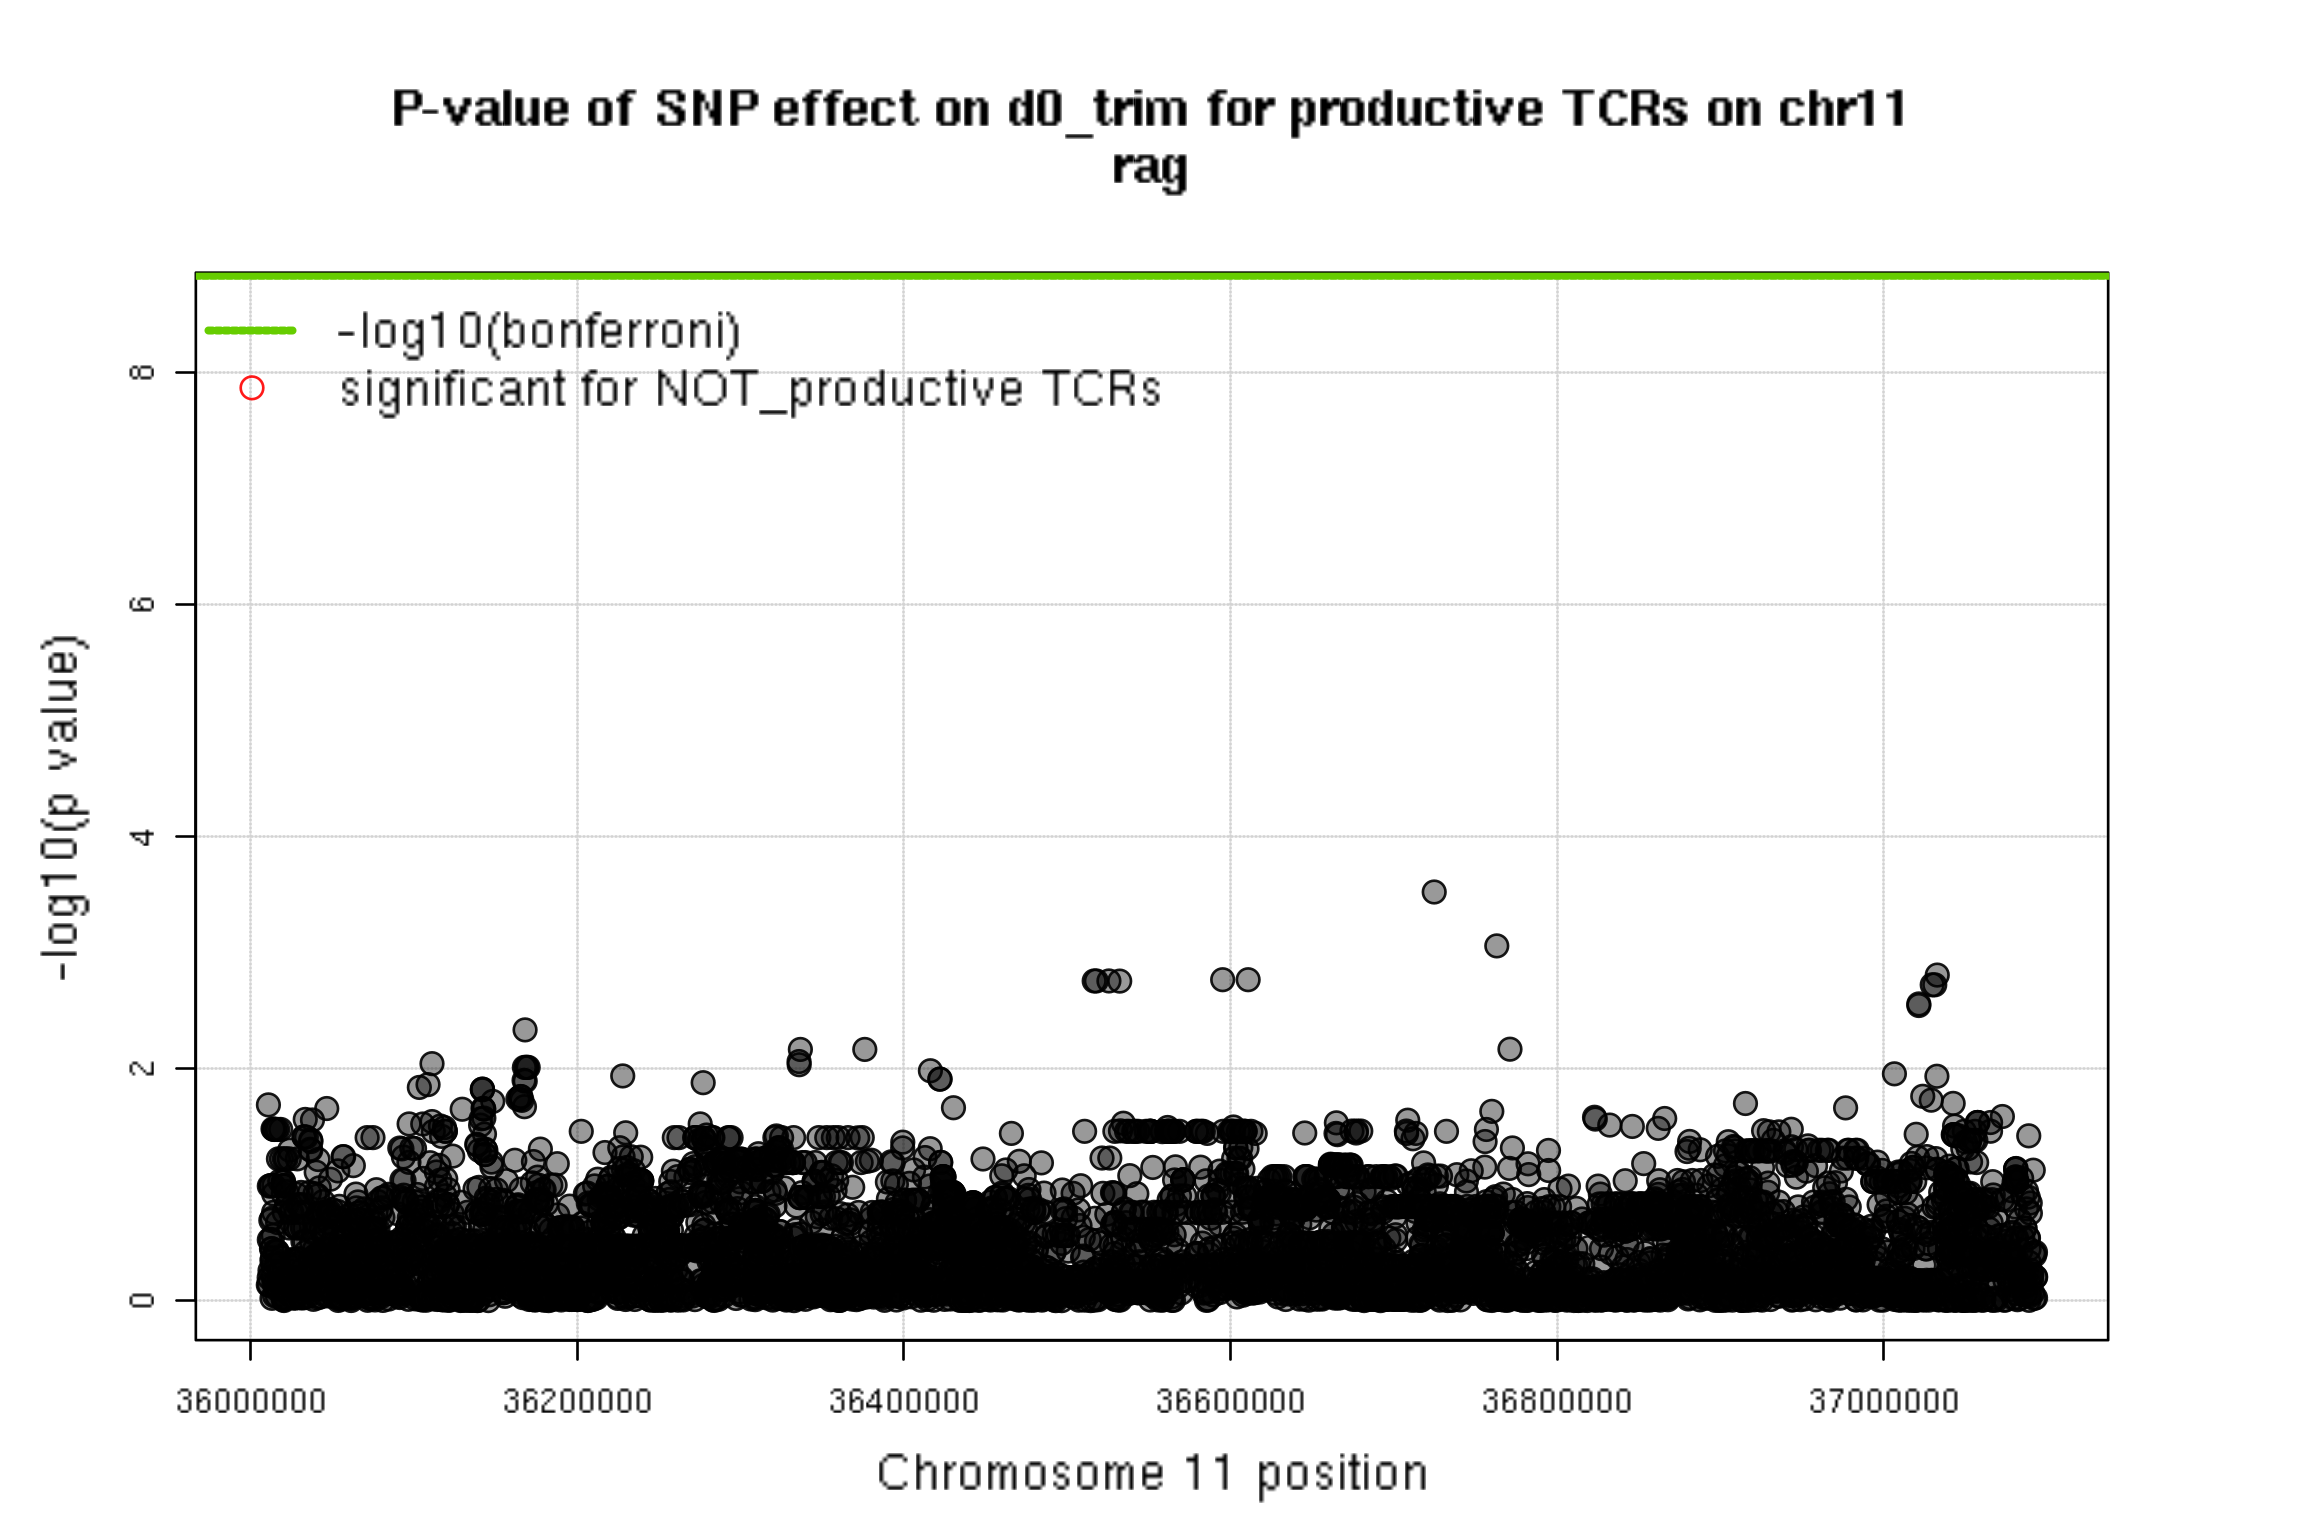 P-value of SNP effect on d0_trim for productive TCRs on chr11
rag
-log10(bonferroni)
significant for NOT_productive TCRs
-log10(p value)
8
6
4
2
0
36000000 36200000 36400000 36600000 36800000 37000000
Chromosome 11 position